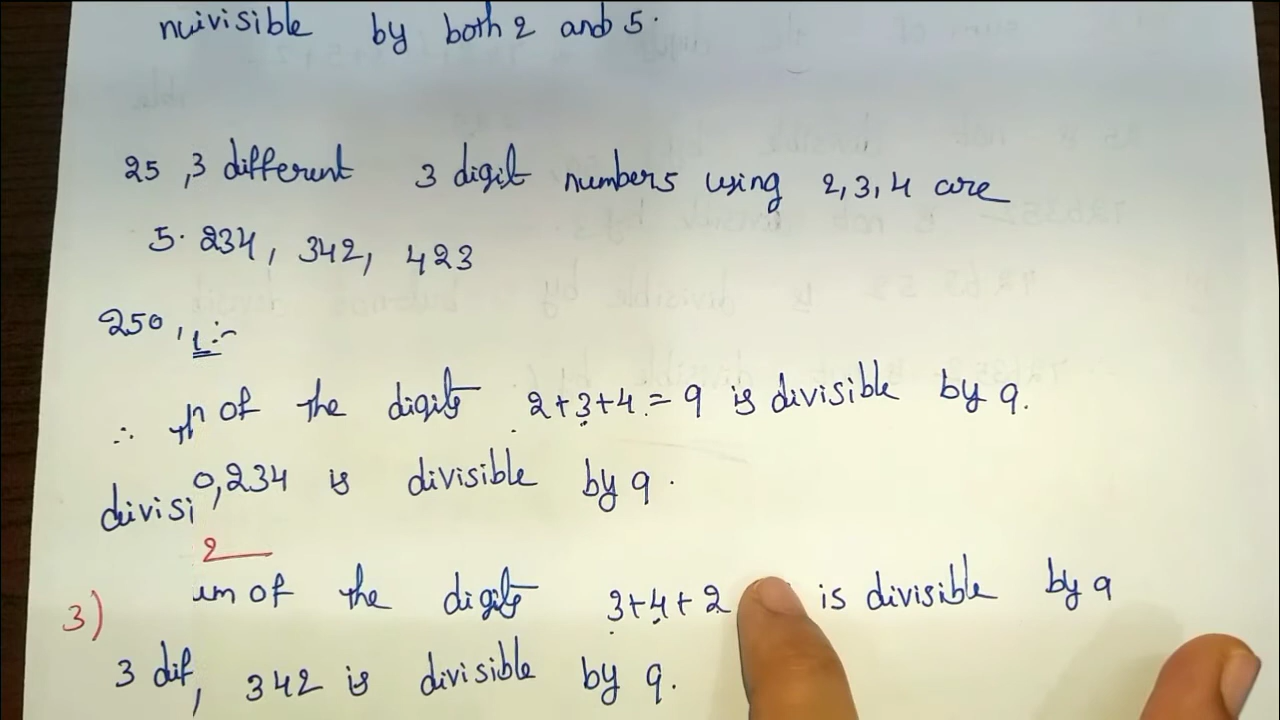 nuivisible by both 2 and 5.
25 ,3 different 3 digit numbers using 2,3,4 are
5. 234, 342, 423
250, 1:-
∴ of the digits 2+3+4 = 9 is divisible by 9.
0,234 is divisible by 9.
divisi
2
3) um of the digits 3+4+2 is divisible by 9
3 dif, 342 is divisible by 9.